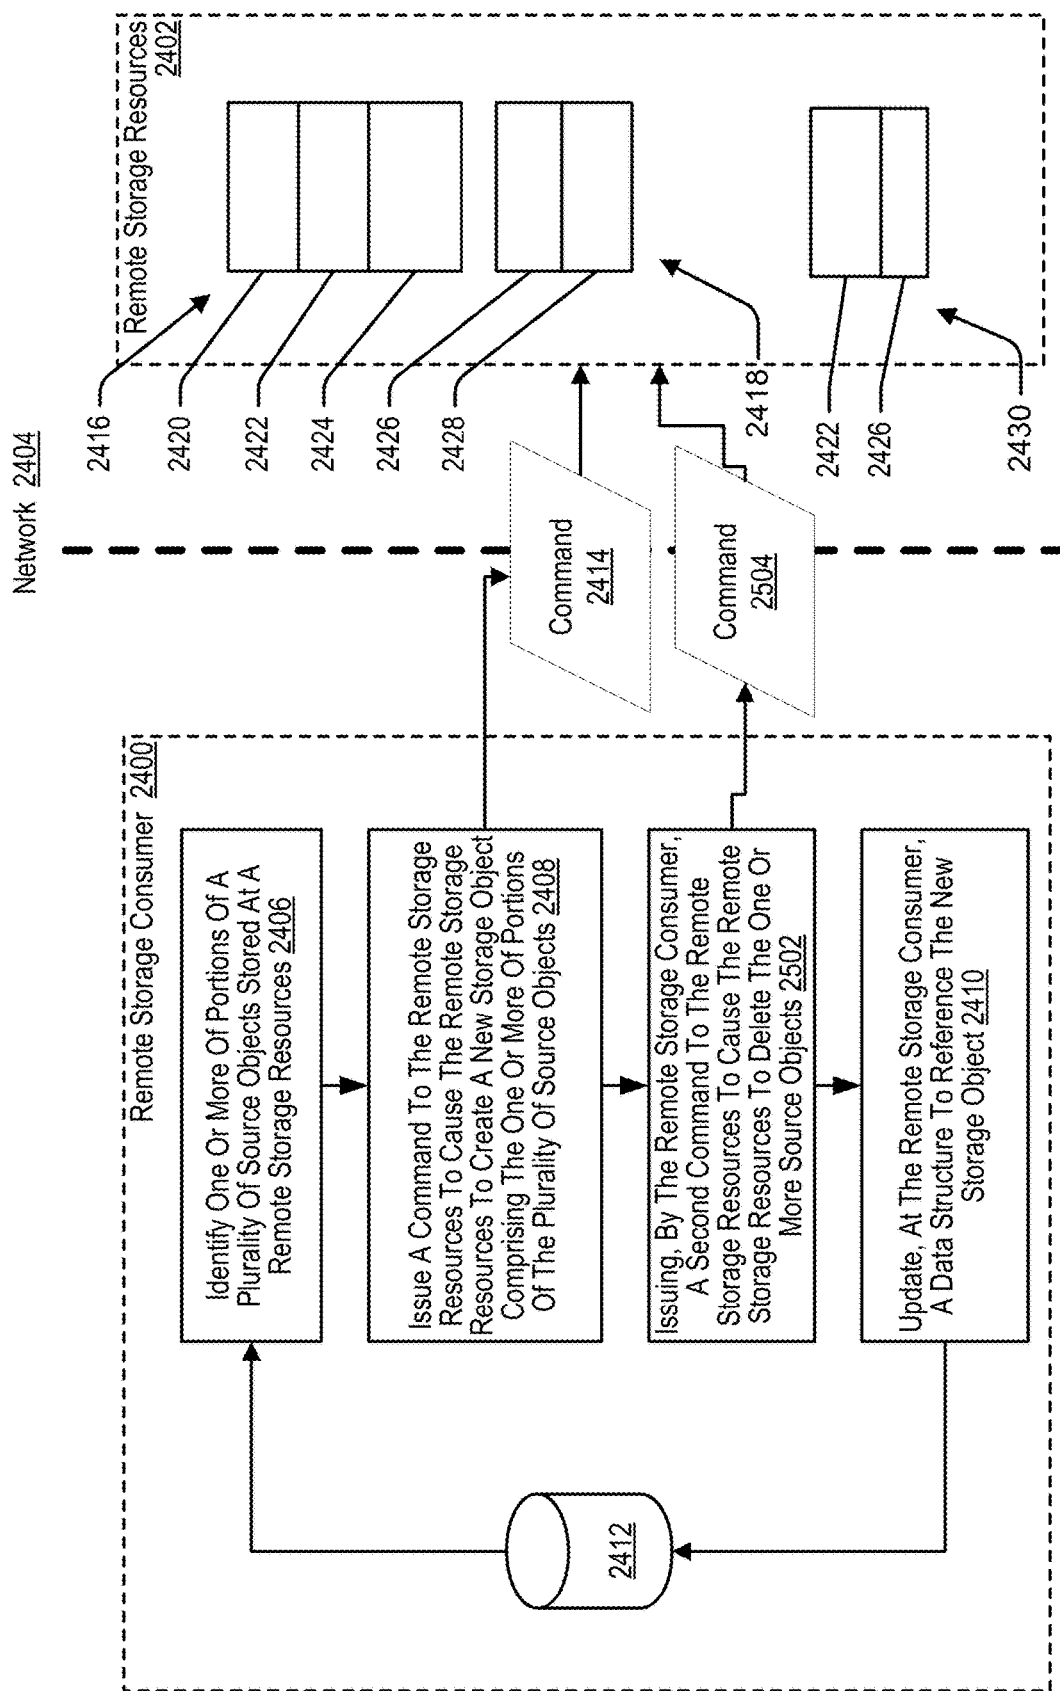 Network 2404
Remote Storage Consumer 2400
Identify One Or More Of Portions Of A
Plurality Of Source Objects Stored At A
Remote Storage Resources 2406
Issue A Command To The Remote Storage
Resources To Cause The Remote Storage
Resources To Create A New Storage Object
Comprising The One Or More Of Portions
Of The Plurality Of Source Objects 2408
Issuing, By The Remote Storage Consumer,
A Second Command To The Remote
Storage Resources To Cause The Remote
Storage Resources To Delete The One Or
More Source Objects 2502
Update, At The Remote Storage Consumer,
A Data Structure To Reference The New
Storage Object 2410
2412
Command
2414
Command
2504
Remote Storage Resources
2402
2416
2420
2422
2424
2426
2428
2418
2422
2426
2430